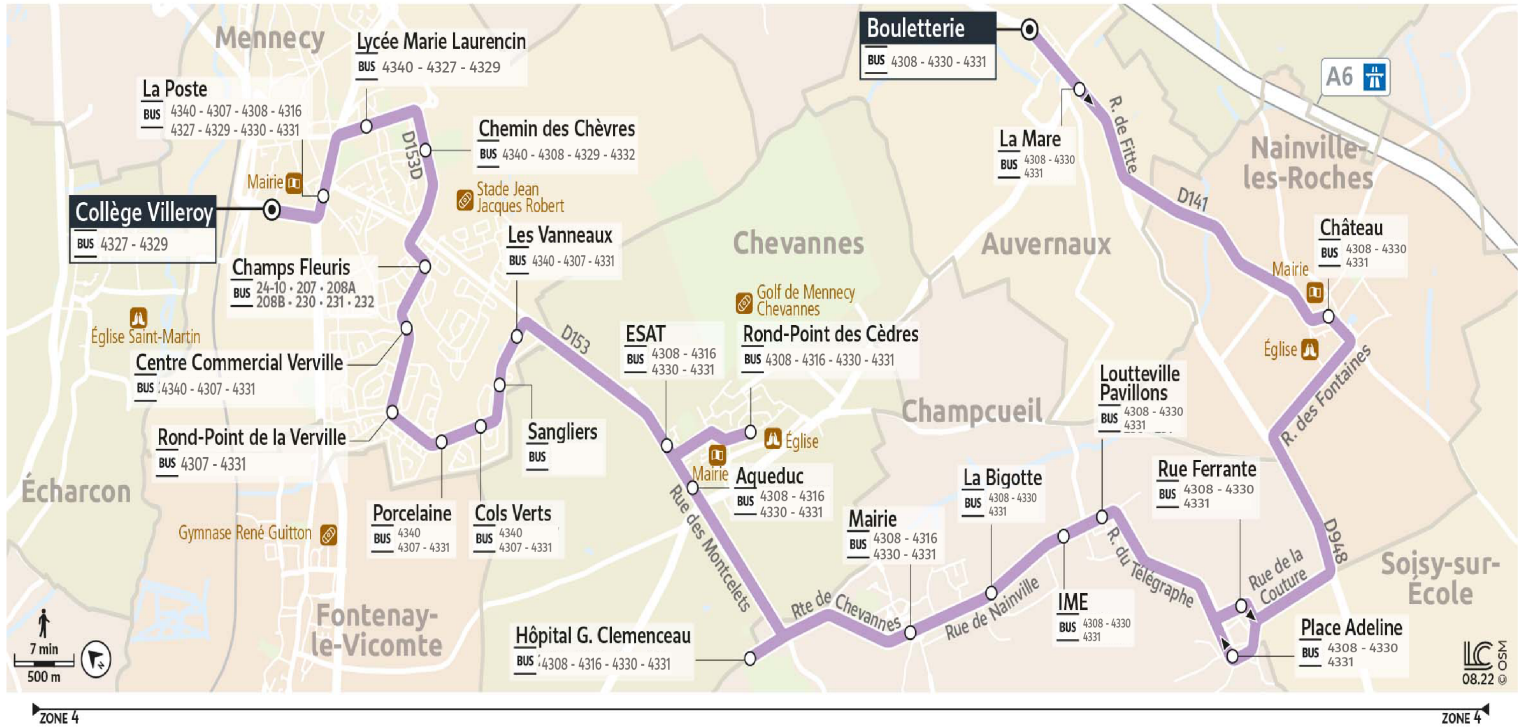 Mennecy
Lycée Marie Laurencin
BUS 4340 - 4327 - 4329
La Poste
BUS 4340 - 4307 - 4308 - 4316
4327 - 4329 - 4330 - 4331
D153D
Chemin des Chèvres
BUS 4340 - 4308 - 4329 - 4332
Mairie
Stade Jean
Jacques Robert
Collège Villeroy
BUS 4327 - 4329
Champs Fleuris
BUS 24-10 · 207 · 208A
208B · 230 · 231 · 232
Les Vanneaux
BUS 4340 - 4307 - 4331
Église Saint-Martin
Centre Commercial Verville
BUS 4340 - 4307 - 4331
Rond-Point de la Verville
BUS 4307 - 4331
Écharcon
Sangliers
BUS
Porcelaine
BUS 4340
4307 - 4331
Cols Verts
BUS 4340
4307 - 4331
Gymnase René Guitton
Fontenay-
le-Vicomte
D153
ESAT
BUS 4308 - 4316
4330 - 4331
Chevannes
Golf de Mennecy
Chevannes
Rond-Point des Cèdres
BUS 4308 - 4316 - 4330 - 4331
Église
Mairie
Aqueduc
BUS 4308 - 4316
4330 - 4331
Rue des Montcelets
Hôpital G. Clemenceau
BUS 4308 - 4316 - 4330 - 4331
Rte de Chevannes
Mairie
BUS 4308 - 4316
4330 - 4331
Champcueil
La Bigotte
BUS 4308 - 4330
4331
Rue de Nainville
IME
BUS 4308 - 4330
4331
Loutteville
Pavillons
BUS 4308 - 4330
4331
R. du Télégraphe
Rue Ferrante
BUS 4308 - 4330
4331
Rue de la
Couture
Place Adeline
BUS 4308 - 4330
4331
D948
Soisy-sur-
École
R. des Fontaines
Église
Mairie
Château
BUS 4308 - 4330
4331
Nainville-
les-Roches
D141
Auvernaux
R. de Fitte
La Mare
BUS 4308 - 4330
4331
Bouletterie
BUS 4308 - 4330 - 4331
A6
7 min
500 m
N
LC
08.22 © OSM
ZONE 4
ZONE 4